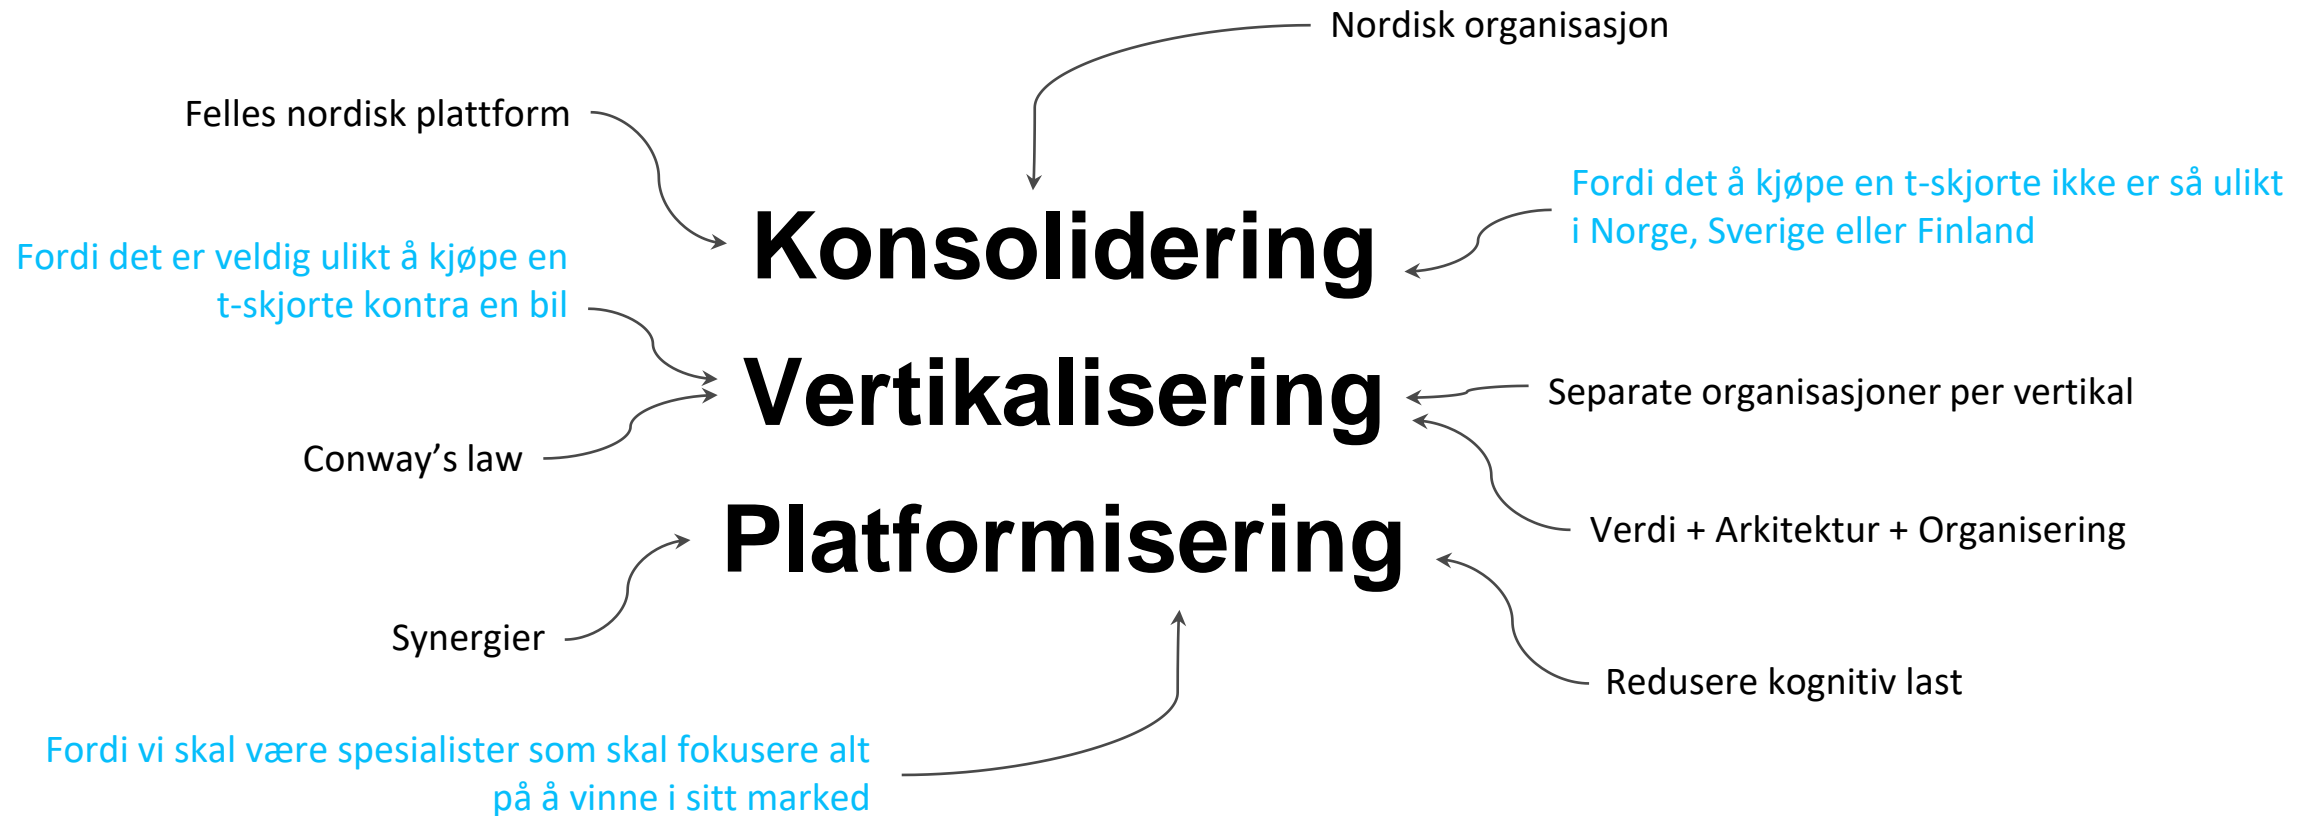 Nordisk organisasjon
Felles nordisk plattform
Fordi det å kjøpe en t-skjorte ikke er så ulikt
i Norge, Sverige eller Finland
Konsolidering
Fordi det er veldig ulikt å kjøpe en
t-skjorte kontra en bil
Vertikalisering
Separate organisasjoner per vertikal
Conway’s law
Verdi + Arkitektur + Organisering
Platformisering
Synergier
Redusere kognitiv last
Fordi vi skal være spesialister som skal fokusere alt
på å vinne i sitt marked